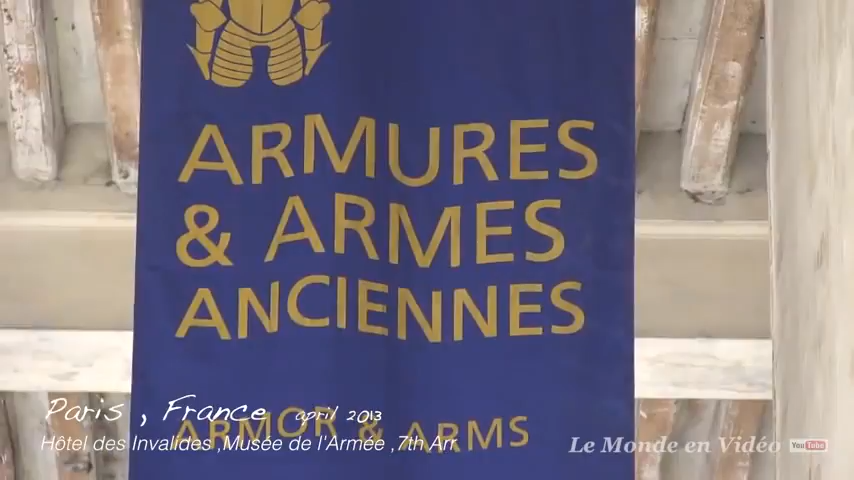 ARMURES
& ARMES
ANCIENNES
ARMOR & ARMS
Paris , France april 2013
Hôtel des Invalides ,Musée de l'Armée ,7th Arr.
Le Monde en Vidéo YouTube